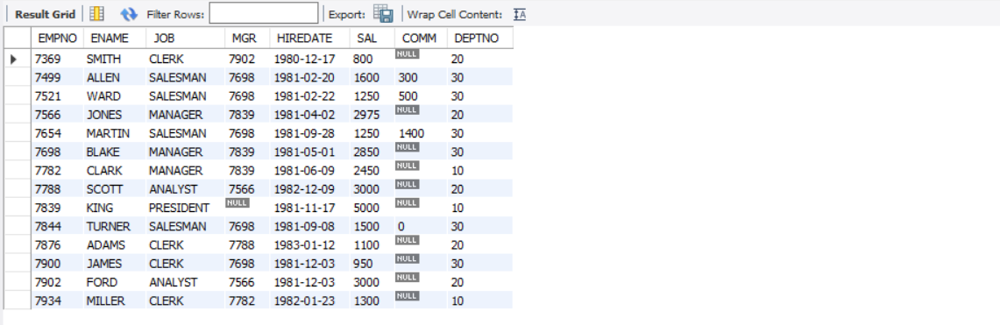 Result Grid Filter Rows: Export: Wrap Cell Content: IA
EMPNO ENAME JOB MGR HIREDATE SAL COMM DEPTNO
7369 SMITH CLERK 7902 1980-12-17 800 NULL 20
7499 ALLEN SALESMAN 7698 1981-02-20 1600 300 30
7521 WARD SALESMAN 7698 1981-02-22 1250 500 30
7566 JONES MANAGER 7839 1981-04-02 2975 NULL 20
7654 MARTIN SALESMAN 7698 1981-09-28 1250 1400 30
7698 BLAKE MANAGER 7839 1981-05-01 2850 NULL 30
7782 CLARK MANAGER 7839 1981-06-09 2450 NULL 10
7788 SCOTT ANALYST 7566 1982-12-09 3000 NULL 20
7839 KING PRESIDENT NULL 1981-11-17 5000 NULL 10
7844 TURNER SALESMAN 7698 1981-09-08 1500 0 30
7876 ADAMS CLERK 7788 1983-01-12 1100 NULL 20
7900 JAMES CLERK 7698 1981-12-03 950 NULL 30
7902 FORD ANALYST 7566 1981-12-03 3000 NULL 20
7934 MILLER CLERK 7782 1982-01-23 1300 NULL 10